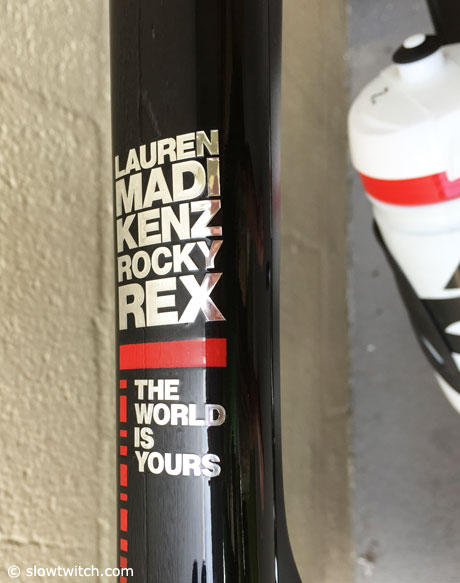 LAUREN
MADI
KENZ
ROCKY
REX
THE
WORLD
IS
YOURS
© slowtwitch.com